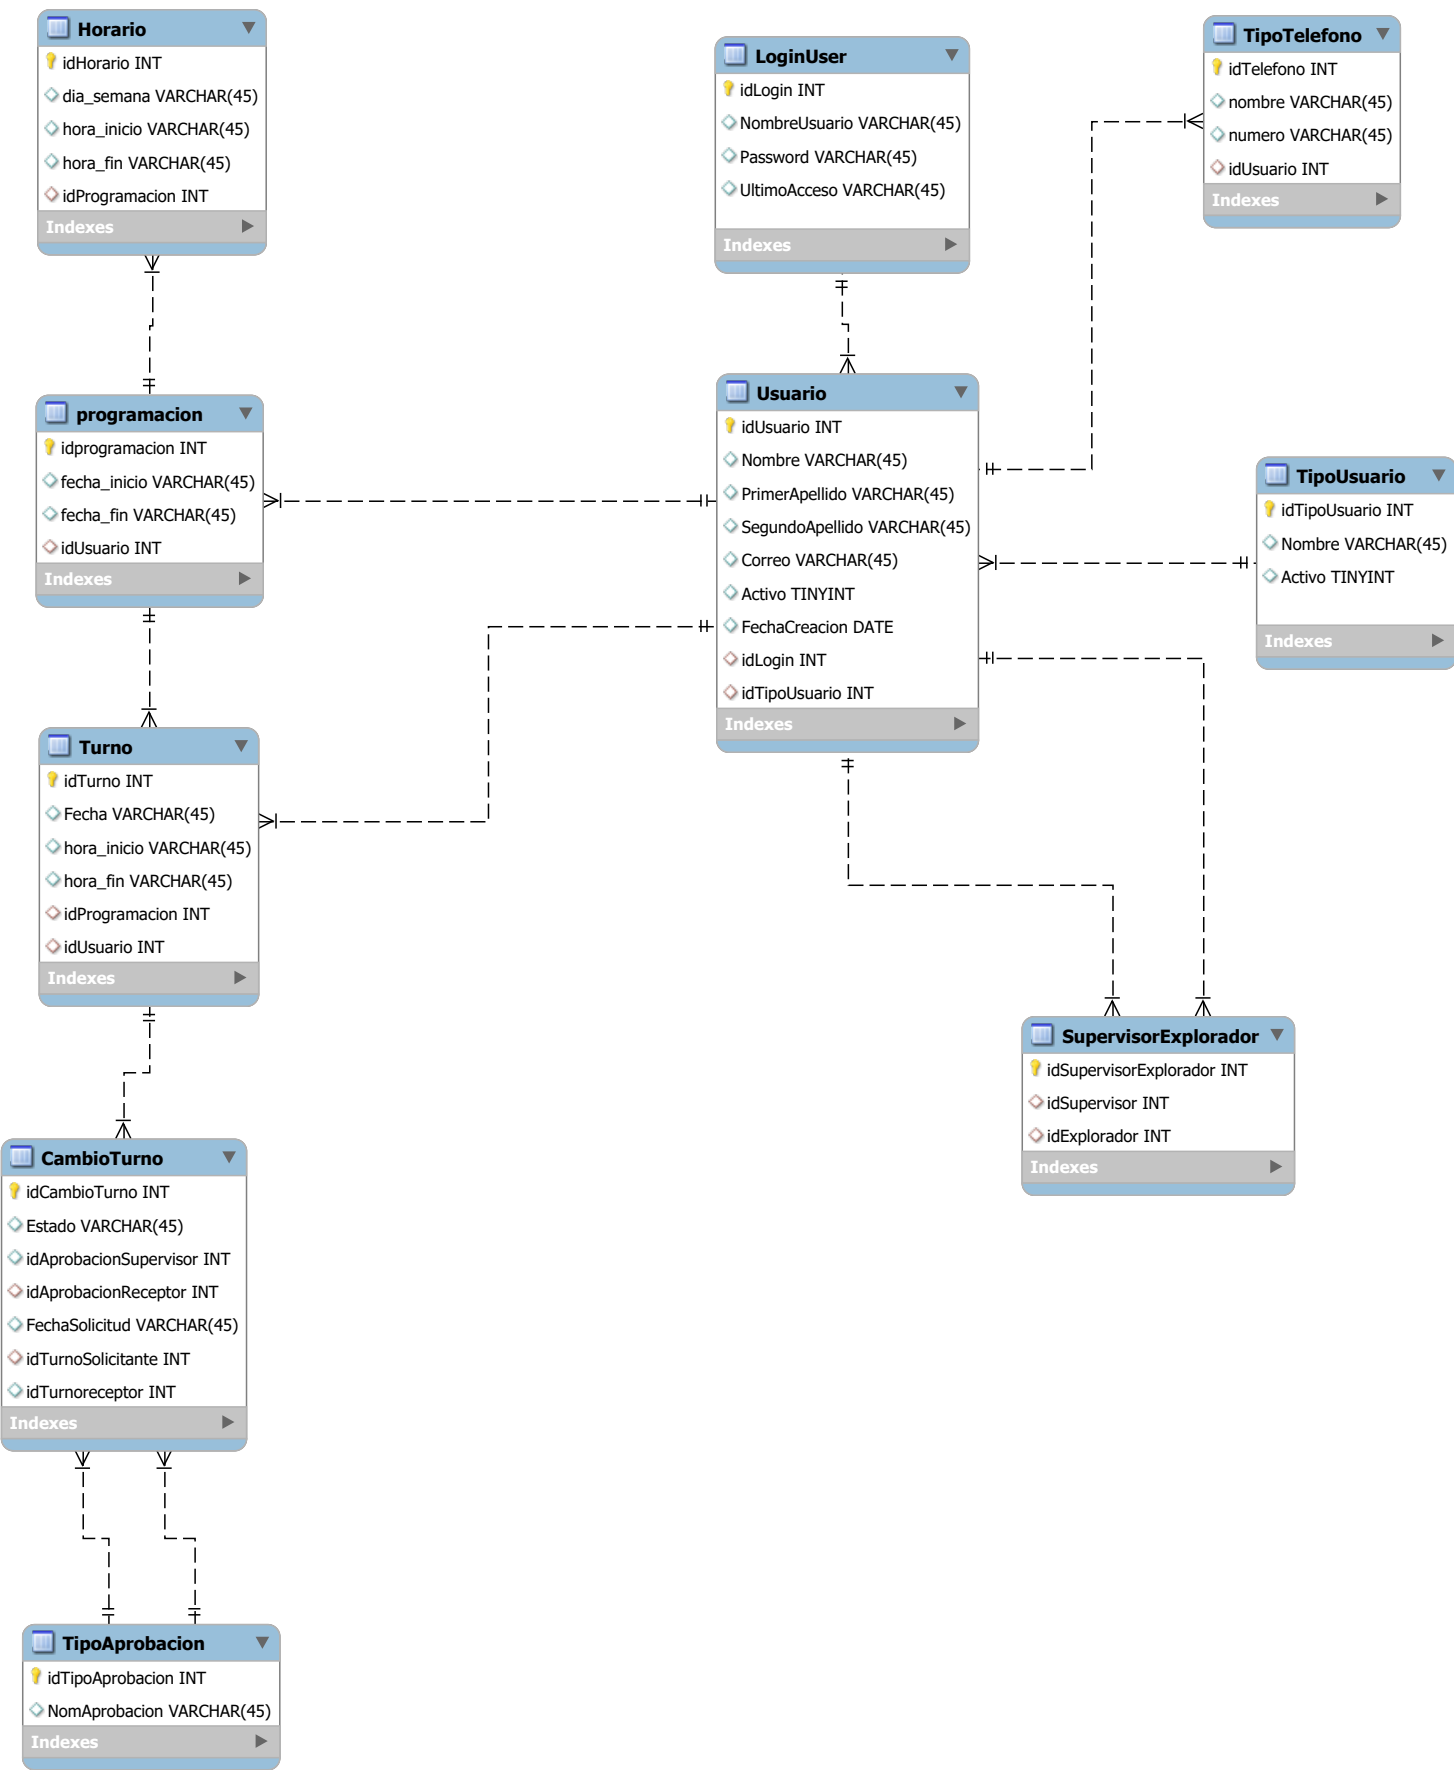 Horario
idHorario INT
dia_semana VARCHAR(45)
hora_inicio VARCHAR(45)
hora_fin VARCHAR(45)
idProgramacion INT
Indexes
LoginUser
idLogin INT
NombreUsuario VARCHAR(45)
Password VARCHAR(45)
UltimoAcceso VARCHAR(45)
Indexes
TipoTelefono
idTelefono INT
nombre VARCHAR(45)
numero VARCHAR(45)
idUsuario INT
Indexes
programacion
idprogramacion INT
fecha_inicio VARCHAR(45)
fecha_fin VARCHAR(45)
idUsuario INT
Indexes
Usuario
idUsuario INT
Nombre VARCHAR(45)
PrimerApellido VARCHAR(45)
SegundoApellido VARCHAR(45)
Correo VARCHAR(45)
Activo TINYINT
FechaCreacion DATE
idLogin INT
idTipoUsuario INT
Indexes
TipoUsuario
idTipoUsuario INT
Nombre VARCHAR(45)
Activo TINYINT
Indexes
Turno
idTurno INT
Fecha VARCHAR(45)
hora_inicio VARCHAR(45)
hora_fin VARCHAR(45)
idProgramacion INT
idUsuario INT
Indexes
SupervisorExplorador
idSupervisorExplorador INT
idSupervisor INT
idExplorador INT
Indexes
CambioTurno
idCambioTurno INT
Estado VARCHAR(45)
idAprobacionSupervisor INT
idAprobacionReceptor INT
FechaSolicitud VARCHAR(45)
idTurnoSolicitante INT
idTurnoreceptor INT
Indexes
TipoAprobacion
idTipoAprobacion INT
NomAprobacion VARCHAR(45)
Indexes